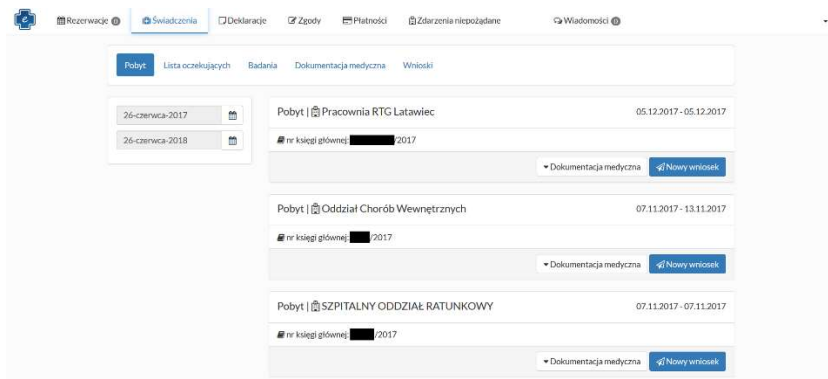 Rezerwacje 0 Świadczenia Deklaracje Zgody Płatności Zdarzenia niepożądane Wiadomości 0
Pobyt Lista oczekujących Badania Dokumentacja medyczna Wnioski
26-czerwca-2017
26-czerwca-2018
Pobyt | Pracownia RTG Latawiec 05.12.2017 - 05.12.2017
nr księgi głównej: /2017
Dokumentacja medyczna Nowy wniosek
Pobyt | Oddział Chorób Wewnętrznych 07.11.2017 - 13.11.2017
nr księgi głównej: /2017
Dokumentacja medyczna Nowy wniosek
Pobyt | SZPITALNY ODDZIAŁ RATUNKOWY 07.11.2017 - 07.11.2017
nr księgi głównej: /2017
Dokumentacja medyczna Nowy wniosek